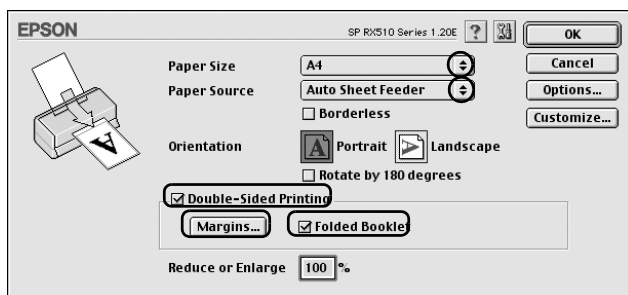 EPSON SP RX510 Series 1.20E ? OK
Paper Size A4 Cancel
Paper Source Auto Sheet Feeder Options...
Borderless Customize...
Orientation A Portrait A Landscape
Rotate by 180 degrees
Double-Sided Printing
Margins... Folded Booklet
Reduce or Enlarge 100 %
A